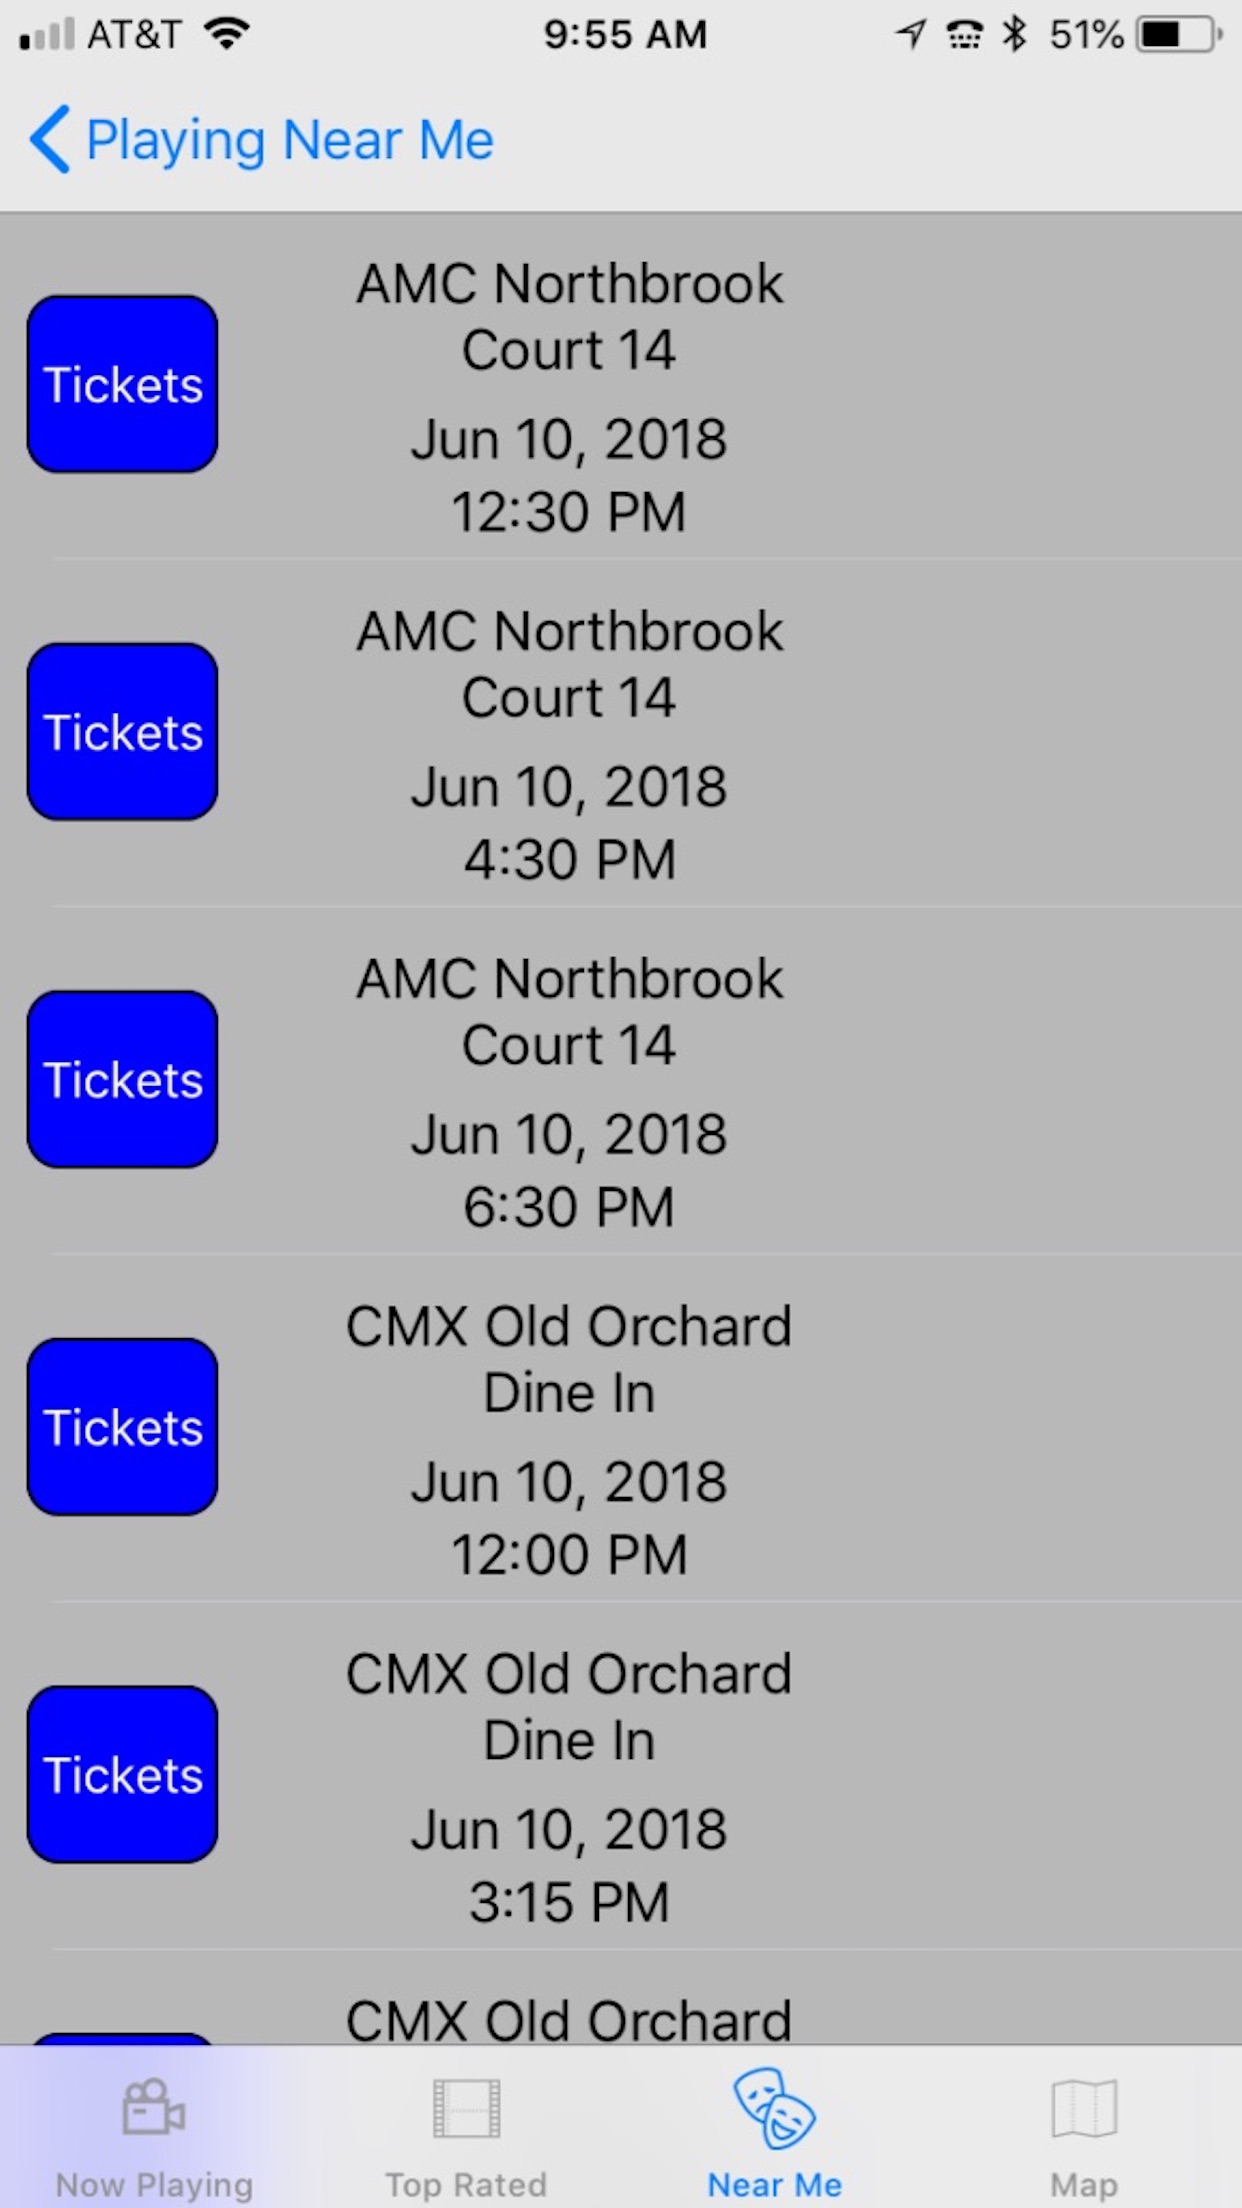 AT&T 9:55 AM 51%
Playing Near Me
AMC Northbrook
Court 14
Tickets
Jun 10, 2018
12:30 PM
AMC Northbrook
Court 14
Tickets
Jun 10, 2018
4:30 PM
AMC Northbrook
Court 14
Tickets
Jun 10, 2018
6:30 PM
CMX Old Orchard
Dine In
Tickets
Jun 10, 2018
12:00 PM
CMX Old Orchard
Dine In
Tickets
Jun 10, 2018
3:15 PM
CMX Old Orchard
Now Playing Top Rated Near Me Map